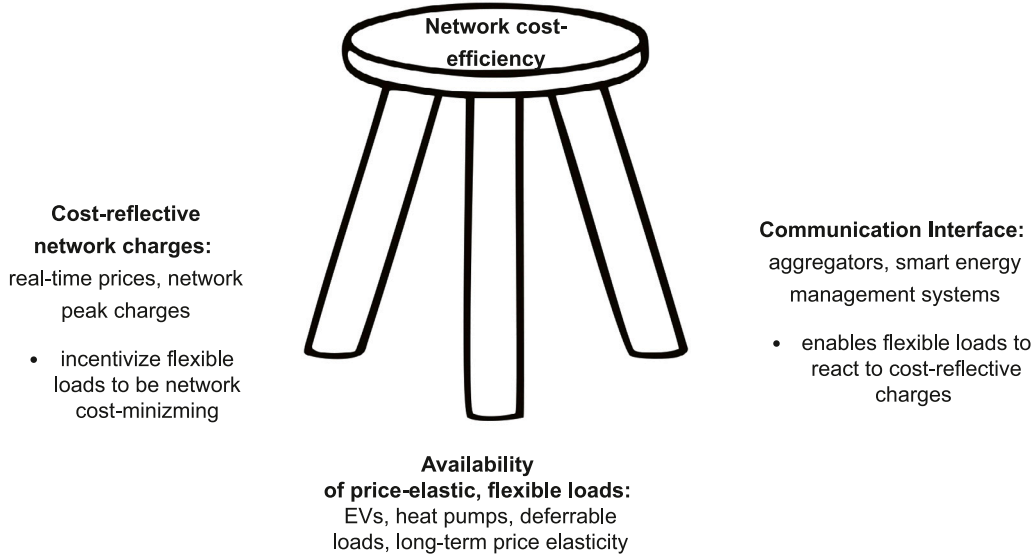 Network cost-
efficiency
Cost-reflective
network charges:
real-time prices, network
peak charges
• incentivize flexible
loads to be network
cost-minizming
Communication Interface:
aggregators, smart energy
management systems
• enables flexible loads to
react to cost-reflective
charges
Availability
of price-elastic, flexible loads:
EVs, heat pumps, deferrable
loads, long-term price elasticity